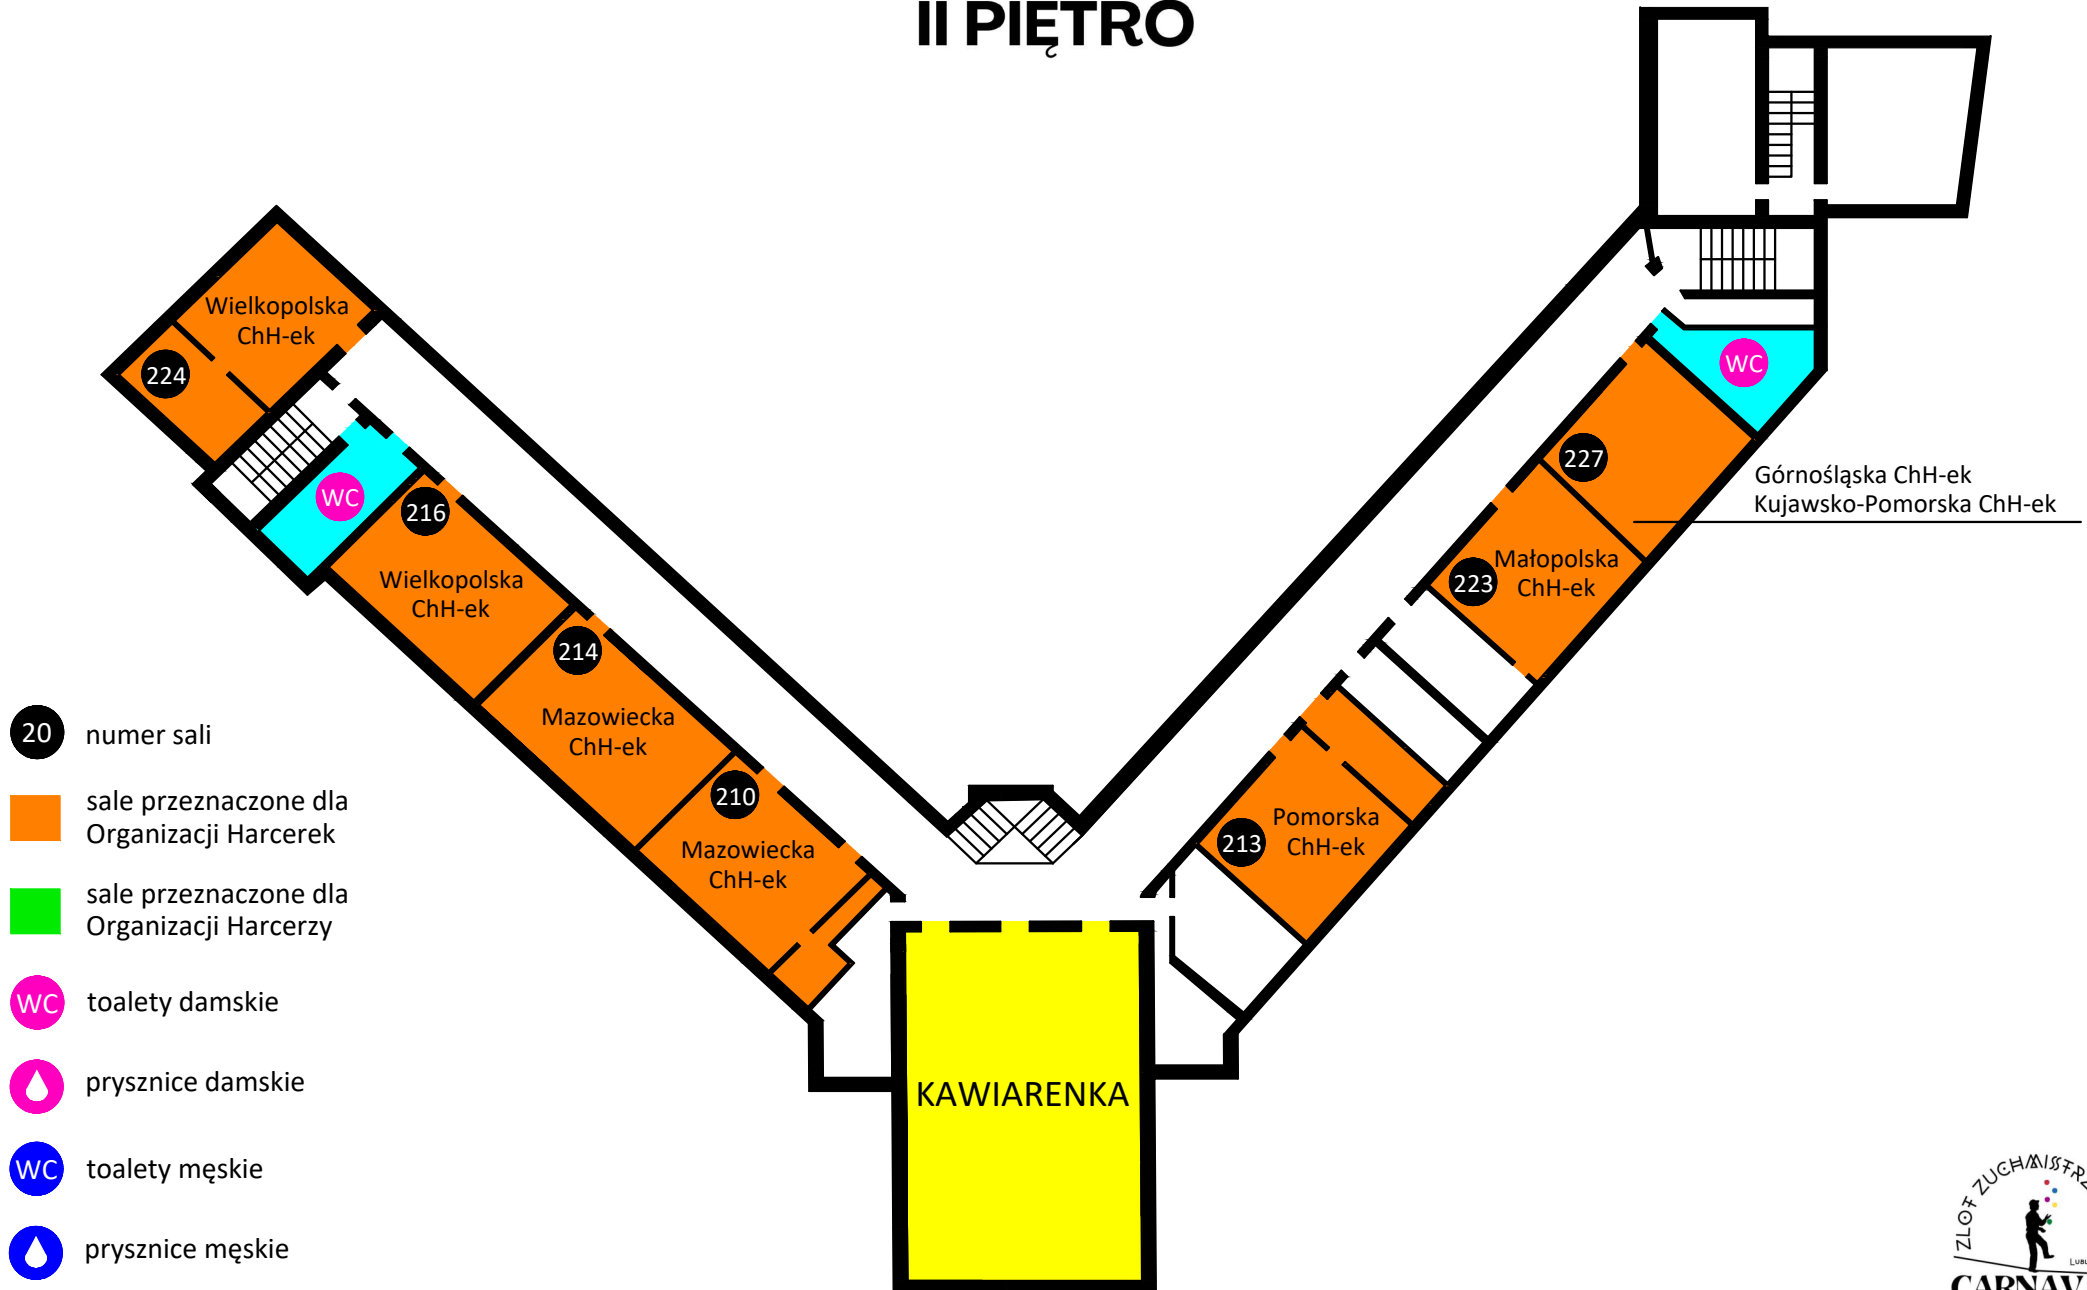 II PIĘTRO
Wielkopolska
ChH-ek
224
WC
216
Wielkopolska
ChH-ek
214
Mazowiecka
ChH-ek
210
Mazowiecka
ChH-ek
WC
227
Górnośląska ChH-ek
Kujawsko-Pomorska ChH-ek
Małopolska
ChH-ek
223
Pomorska
ChH-ek
213
KAWIARENKA
20 numer sali
sale przeznaczone dla
Organizacji Harcerek
sale przeznaczone dla
Organizacji Harcerzy
WC toalety damskie
prysznice damskie
WC toalety męskie
prysznice męskie
ZLOT